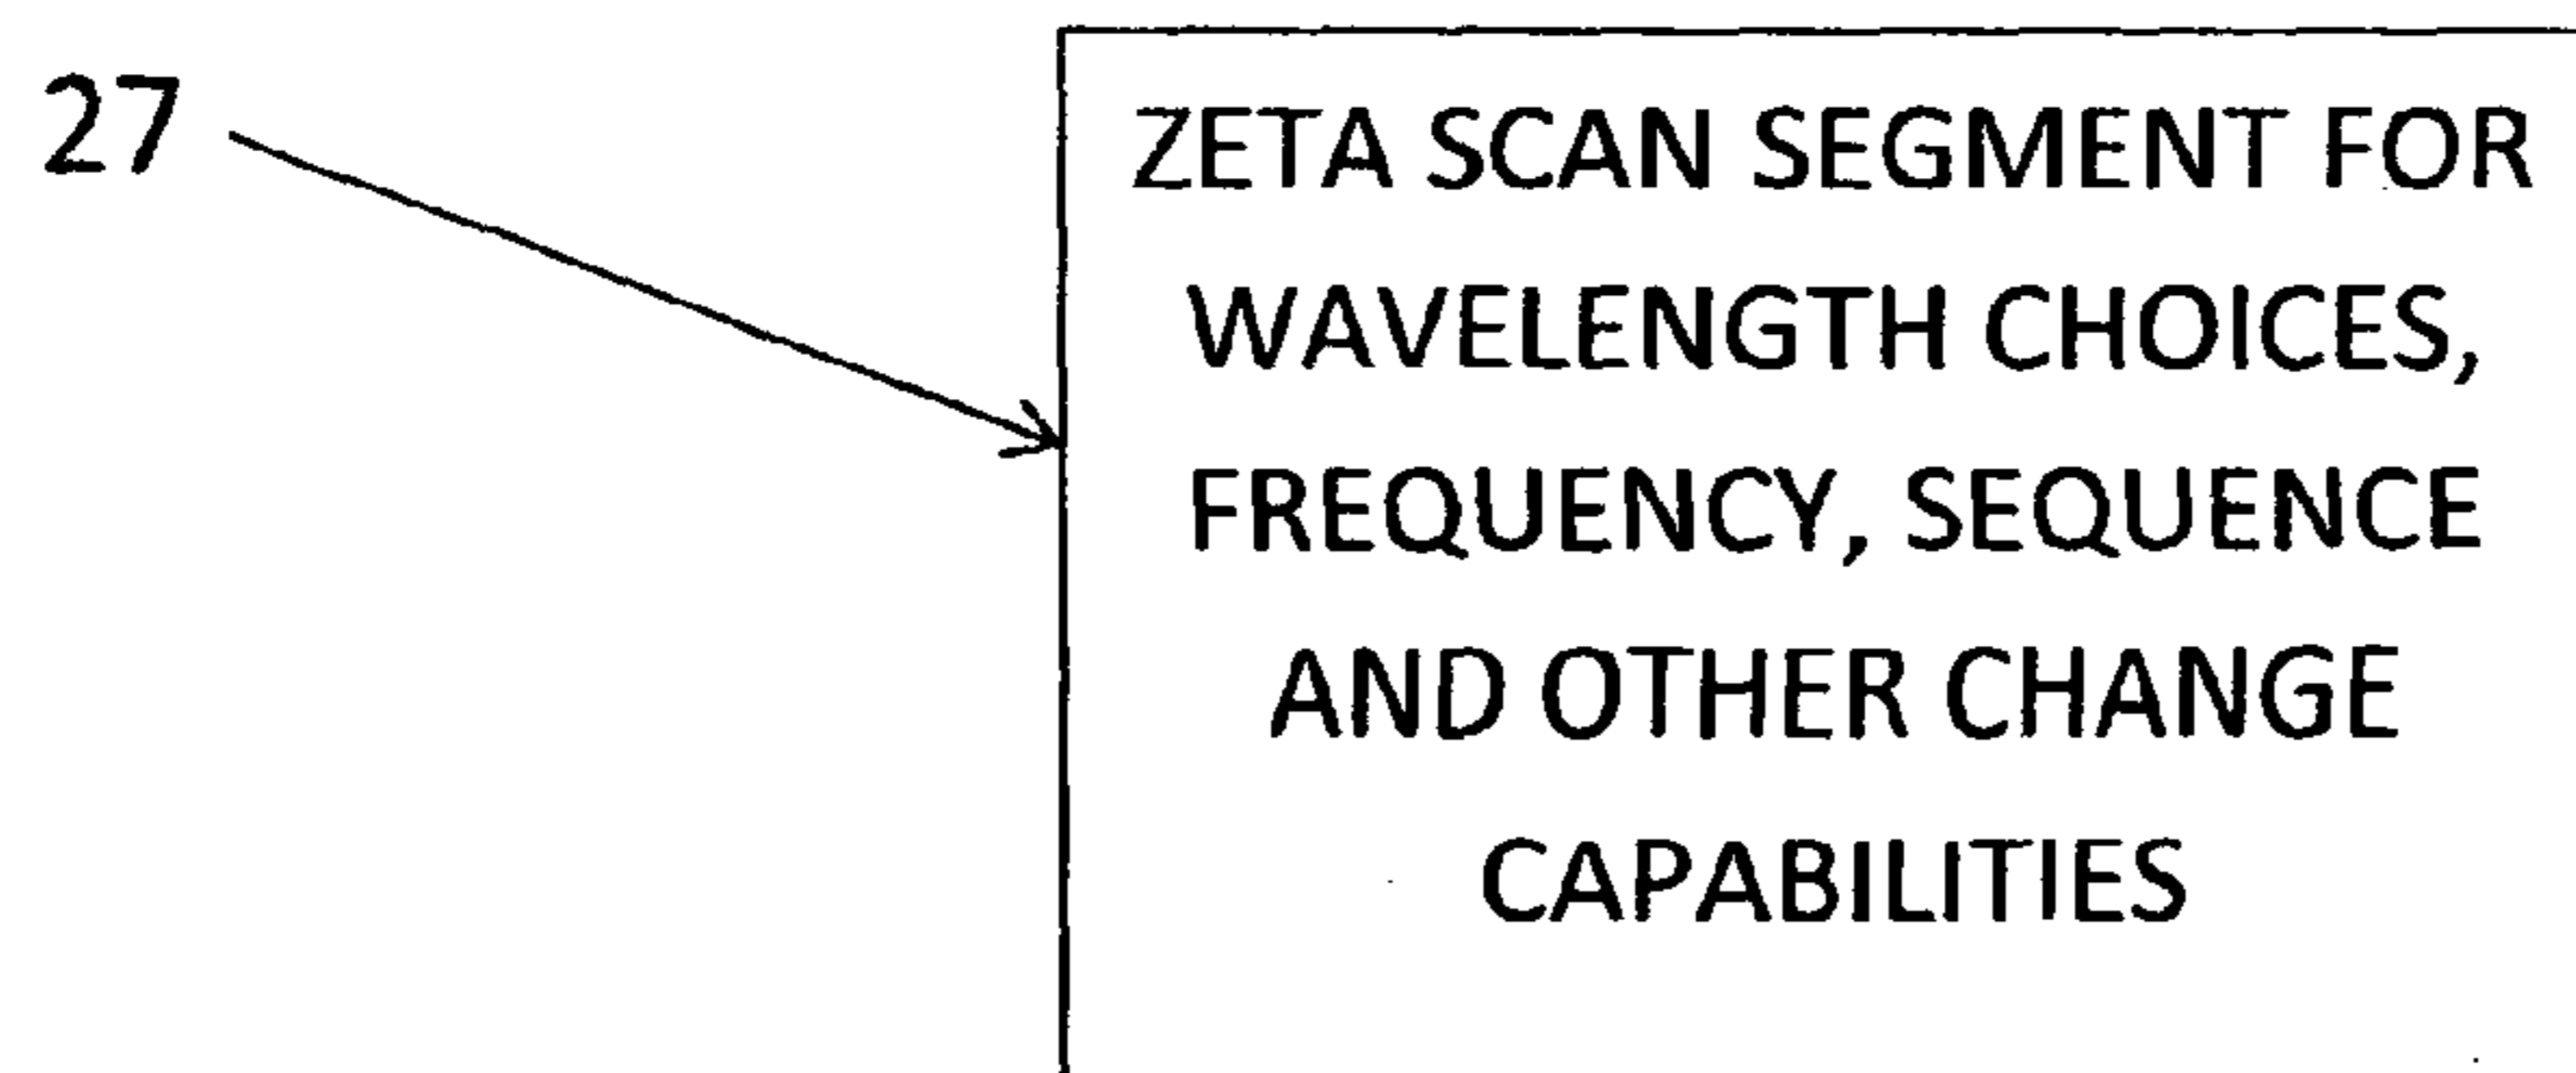 27
ZETA SCAN SEGMENT FOR
WAVELENGTH CHOICES,
FREQUENCY, SEQUENCE
AND OTHER CHANGE
CAPABILITIES